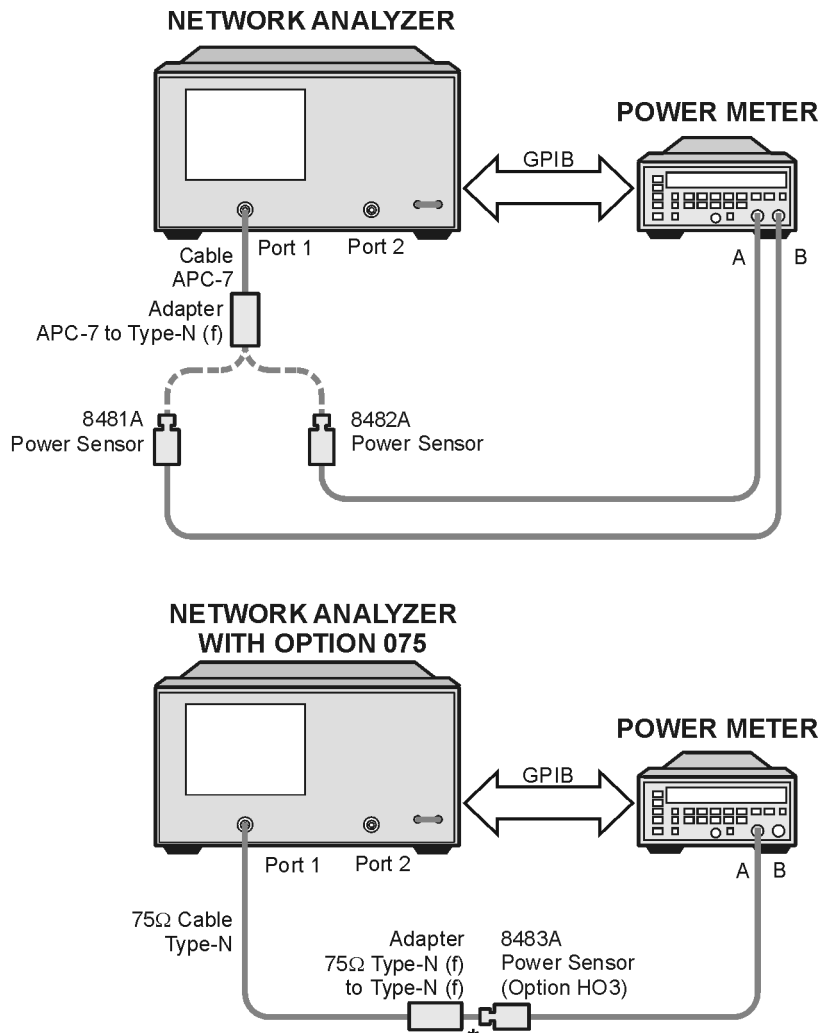 NETWORK ANALYZER
POWER METER
GPIB
Port 1
Port 2
A
B
Cable
APC-7
Adapter
APC-7 to Type-N (f)
8481A
Power Sensor
8482A
Power Sensor
NETWORK ANALYZER
WITH OPTION 075
POWER METER
GPIB
Port 1
Port 2
A
B
75Ω Cable
Type-N
Adapter
75Ω Type-N (f)
to Type-N (f)
8483A
Power Sensor
(Option HO3)
*